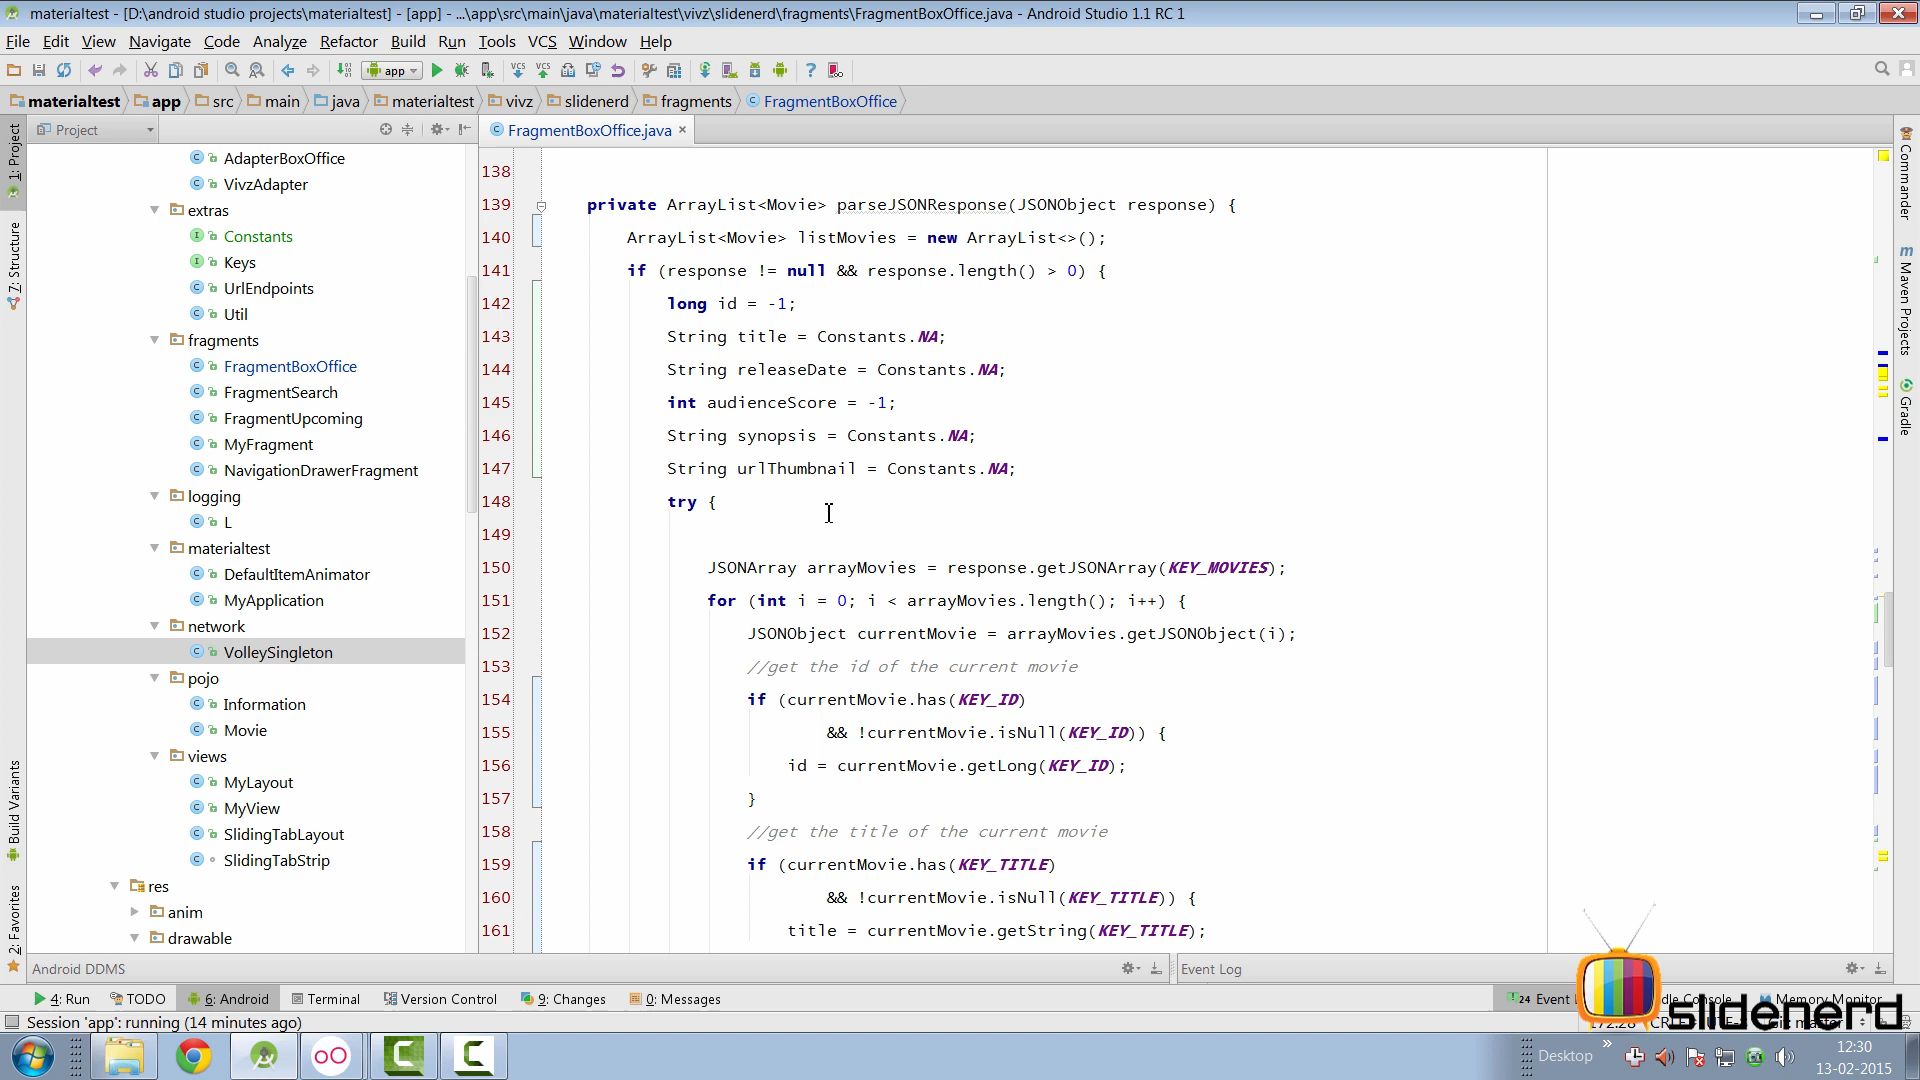 materialtest - [D:\android studio projects\materialtest] - [app] - ...\app\src\main\java\materialtest\vivz\slidenerd\fragments\FragmentBoxOffice.java - Android Studio 1.1 RC 1
File Edit View Navigate Code Analyze Refactor Build Run Tools VCS Window Help
app
materialtest app src main java materialtest vivz slidenerd fragments FragmentBoxOffice
Project
FragmentBoxOffice.java
1: Project
7: Structure
Build Variants
2: Favorites
AdapterBoxOffice
VivzAdapter
extras
Constants
Keys
UrlEndpoints
Util
fragments
FragmentBoxOffice
FragmentSearch
FragmentUpcoming
MyFragment
NavigationDrawerFragment
logging
L
materialtest
DefaultItemAnimator
MyApplication
network
VolleySingleton
pojo
Information
Movie
views
MyLayout
MyView
SlidingTabLayout
SlidingTabStrip
res
anim
drawable
138
139 private ArrayList<Movie> parseJSONResponse(JSONObject response) {
140 ArrayList<Movie> listMovies = new ArrayList<>();
141 if (response != null && response.length() > 0) {
142 long id = -1;
143 String title = Constants.NA;
144 String releaseDate = Constants.NA;
145 int audienceScore = -1;
146 String synopsis = Constants.NA;
147 String urlThumbnail = Constants.NA;
148 try {
149
150 JSONArray arrayMovies = response.getJSONArray(KEY_MOVIES);
151 for (int i = 0; i < arrayMovies.length(); i++) {
152 JSONObject currentMovie = arrayMovies.getJSONObject(i);
153 //get the id of the current movie
154 if (currentMovie.has(KEY_ID)
155 && !currentMovie.isNull(KEY_ID)) {
156 id = currentMovie.getLong(KEY_ID);
157 }
158 //get the title of the current movie
159 if (currentMovie.has(KEY_TITLE)
160 && !currentMovie.isNull(KEY_TITLE)) {
161 title = currentMovie.getString(KEY_TITLE);
Commander
Maven Projects
Gradle
Android DDMS
Event Log
4: Run TODO 6: Android Terminal Version Control 9: Changes 0: Messages
24 Event Console Memory Monitor
Session 'app': running (14 minutes ago)
172:28
slidenerd
Desktop
12:30
13-02-2015